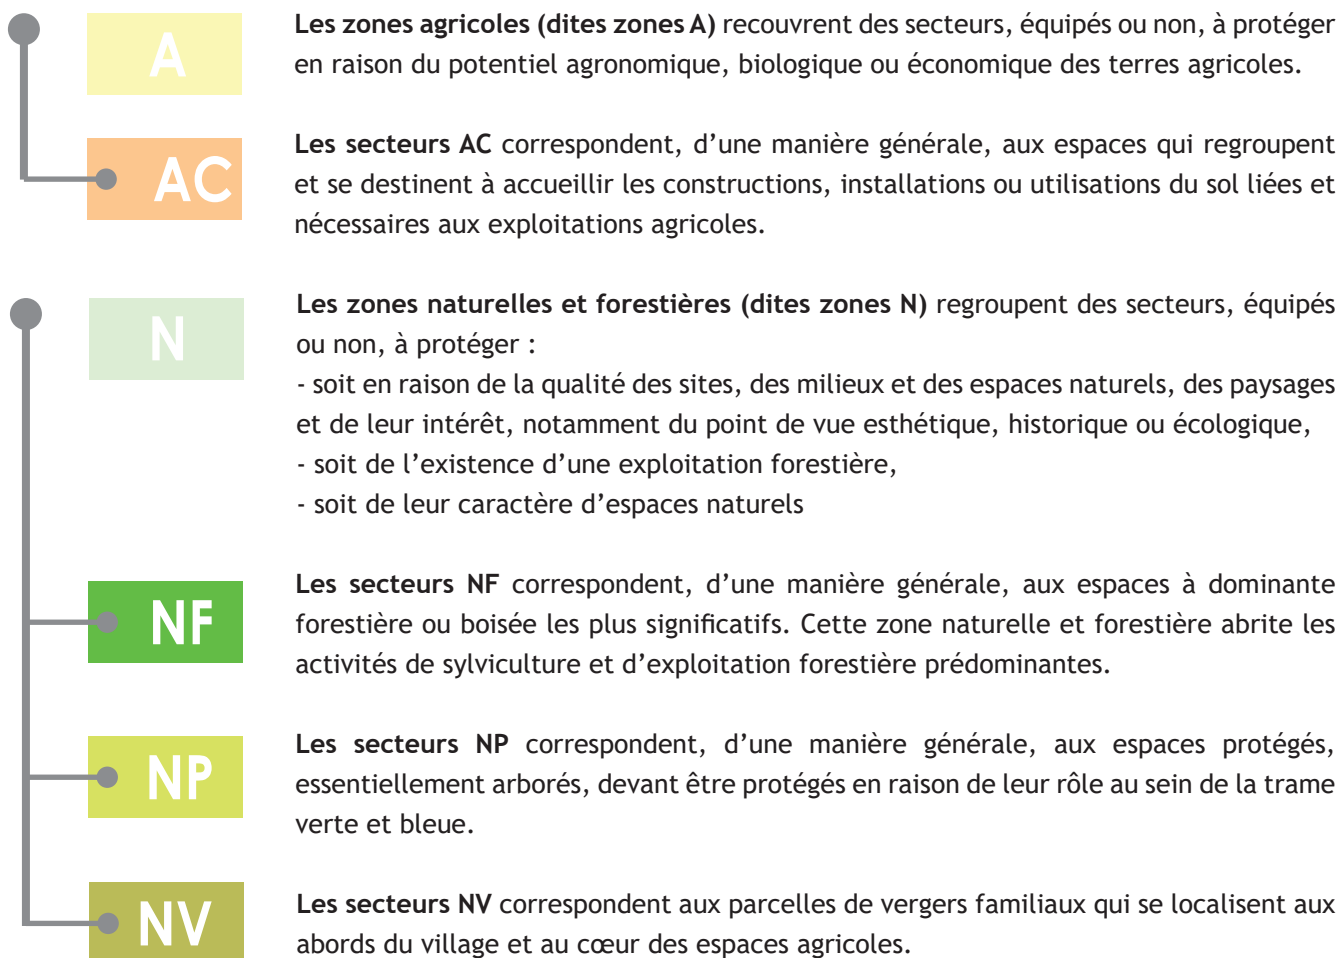 A
Les zones agricoles (dites zones A) recouvrent des secteurs, équipés ou non, à protéger
en raison du potentiel agronomique, biologique ou économique des terres agricoles.
AC
Les secteurs AC correspondent, d’une manière générale, aux espaces qui regroupent
et se destinent à accueillir les constructions, installations ou utilisations du sol liées et
nécessaires aux exploitations agricoles.
N
Les zones naturelles et forestières (dites zones N) regroupent des secteurs, équipés
ou non, à protéger :
- soit en raison de la qualité des sites, des milieux et des espaces naturels, des paysages
et de leur intérêt, notamment du point de vue esthétique, historique ou écologique,
- soit de l’existence d’une exploitation forestière,
- soit de leur caractère d’espaces naturels
NF
Les secteurs NF correspondent, d’une manière générale, aux espaces à dominante
forestière ou boisée les plus significatifs. Cette zone naturelle et forestière abrite les
activités de sylviculture et d’exploitation forestière prédominantes.
NP
Les secteurs NP correspondent, d’une manière générale, aux espaces protégés,
essentiellement arborés, devant être protégés en raison de leur rôle au sein de la trame
verte et bleue.
NV
Les secteurs NV correspondent aux parcelles de vergers familiaux qui se localisent aux
abords du village et au cœur des espaces agricoles.